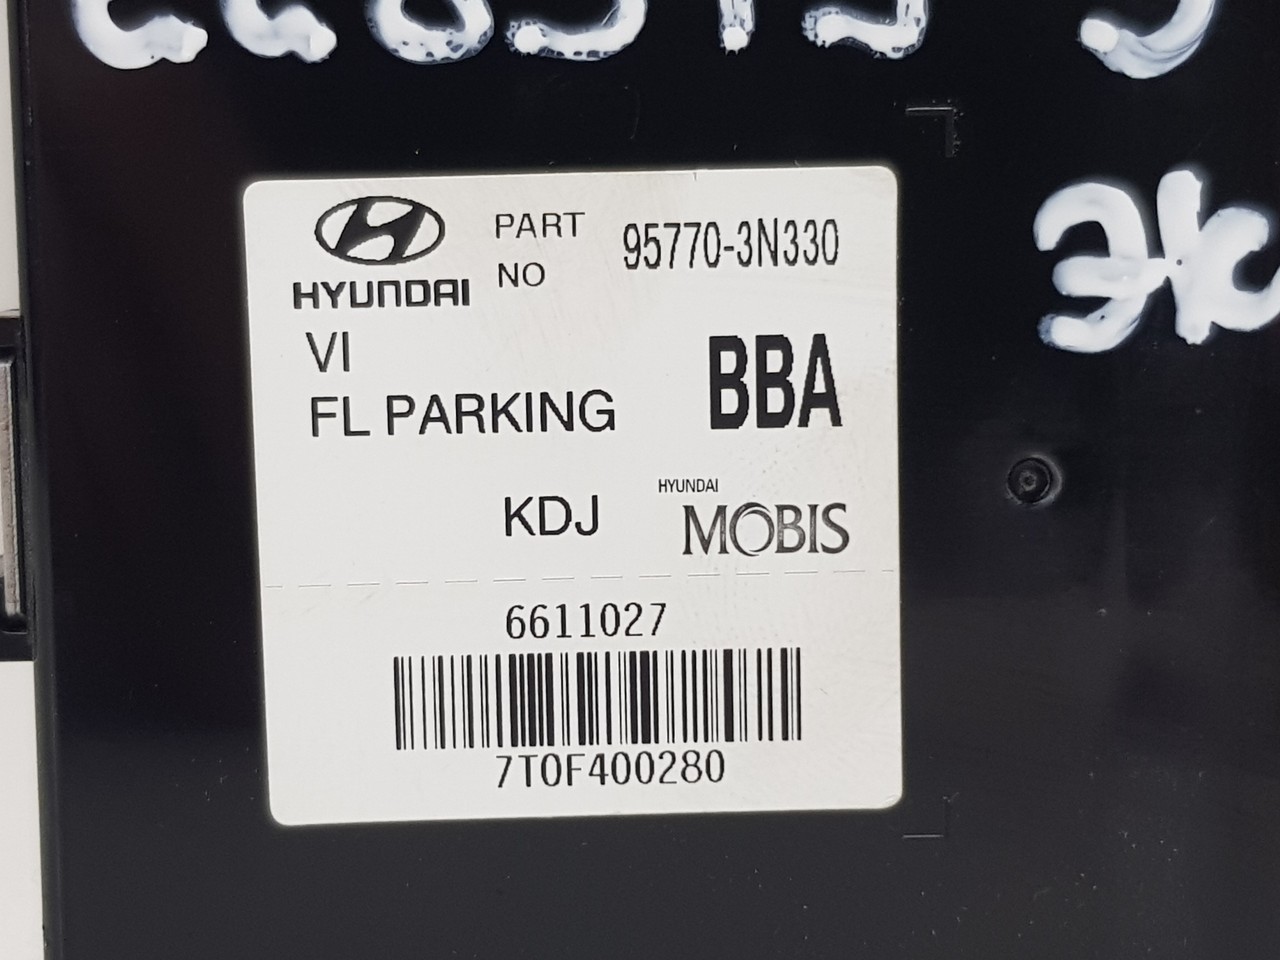 HYUNDAI
PART NO 95770-3N330
VI
FL PARKING
BBA
KDJ
HYUNDAI
MOBIS
6611027
7T0F400280